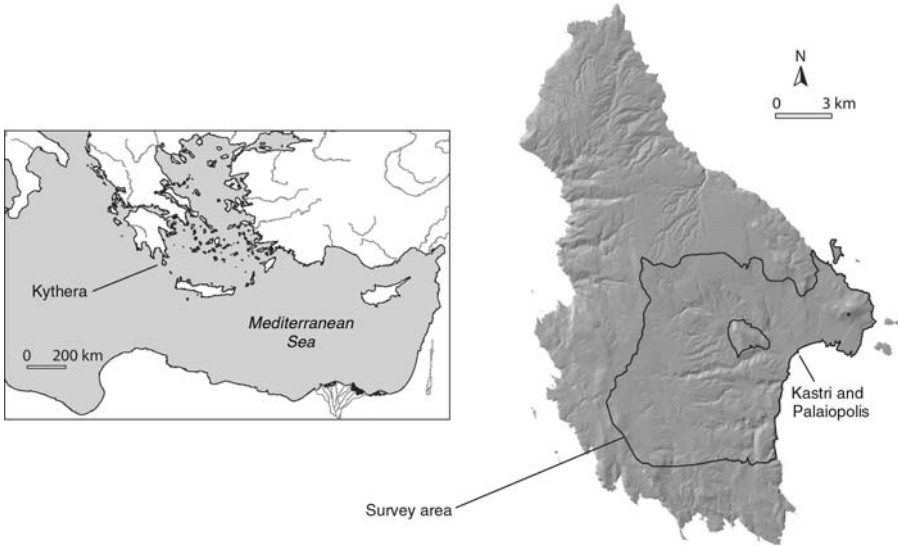 Kythera
Mediterranean
Sea
0 200 km
N
0 3 km
Kastri and
Palaiopolis
Survey area